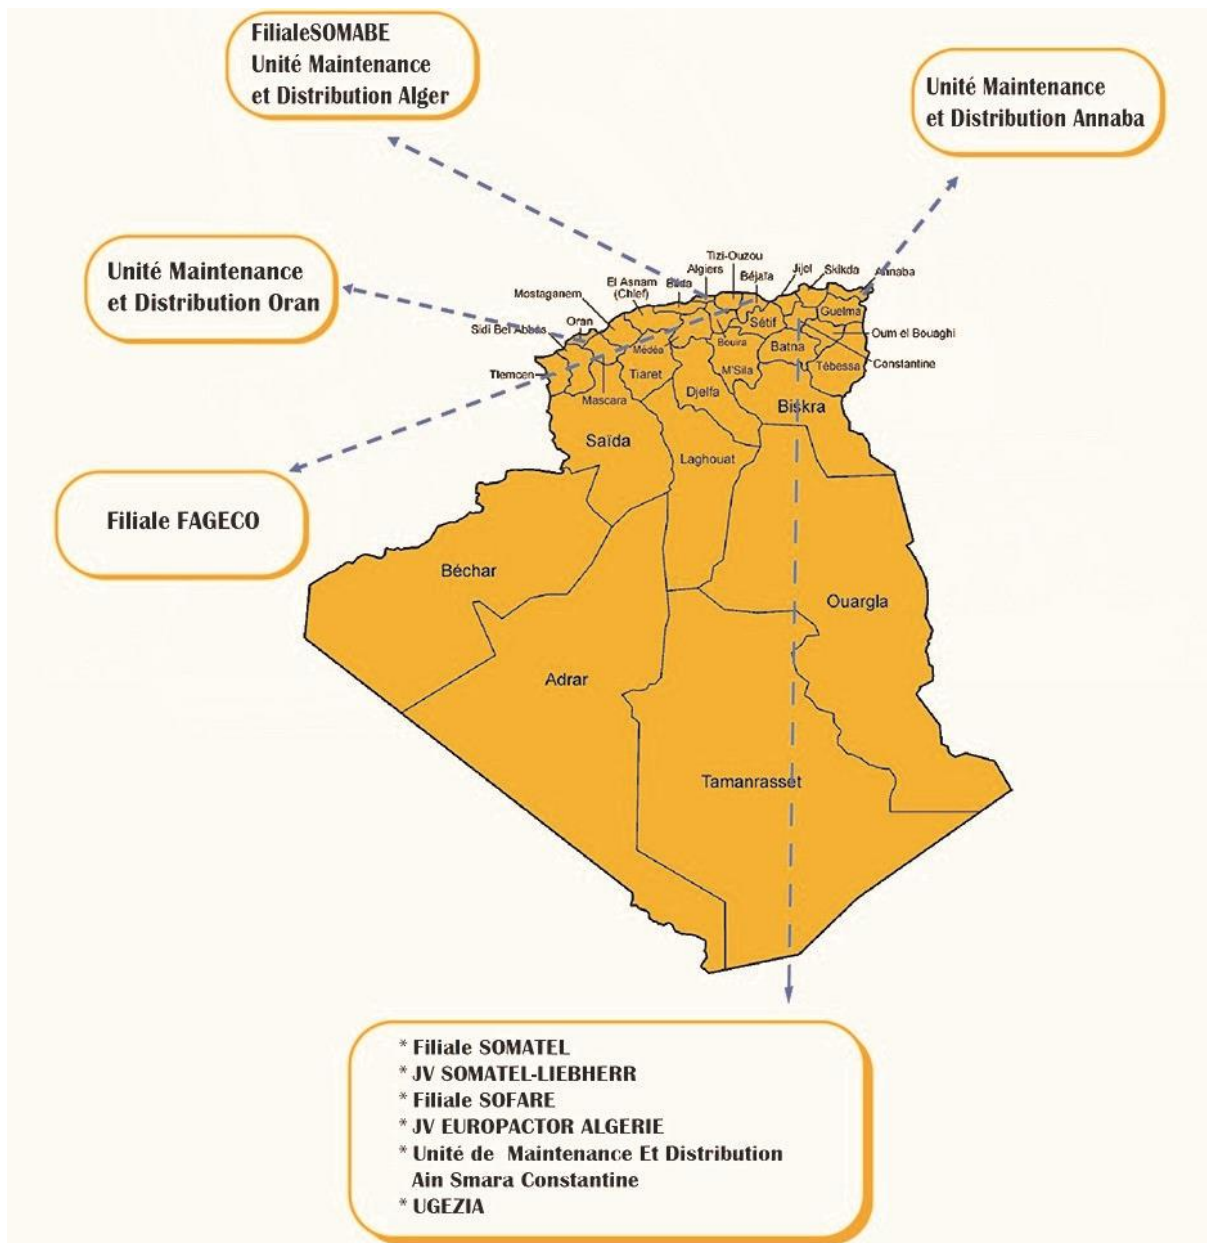 FilialeSOMABE
Unité Maintenance
et Distribution Alger
Unité Maintenance
et Distribution Annaba
Unité Maintenance
et Distribution Oran
Filiale FAGECO
Tizi-Ouzou
Algiers
Béjaïa
Jijel
Skikda
Annaba
El Asnam
(Chlef)
Blida
Mostaganem
Oran
Sidi Bel Abbès
Guelma
Sétif
Oum el Bouaghi
Bouira
Médéa
Batna
Constantine
Tlemcen
Tiaret
M'Sila
Tébessa
Mascara
Djelfa
Biskra
Saïda
Laghouat
Béchar
Ouargla
Adrar
Tamanrasset
* Filiale SOMATEL
* JV SOMATEL-LIEBHERR
* Filiale SOFARE
* JV EUROPACTOR ALGERIE
* Unité de Maintenance Et Distribution
Ain Smara Constantine
* UGEZIA